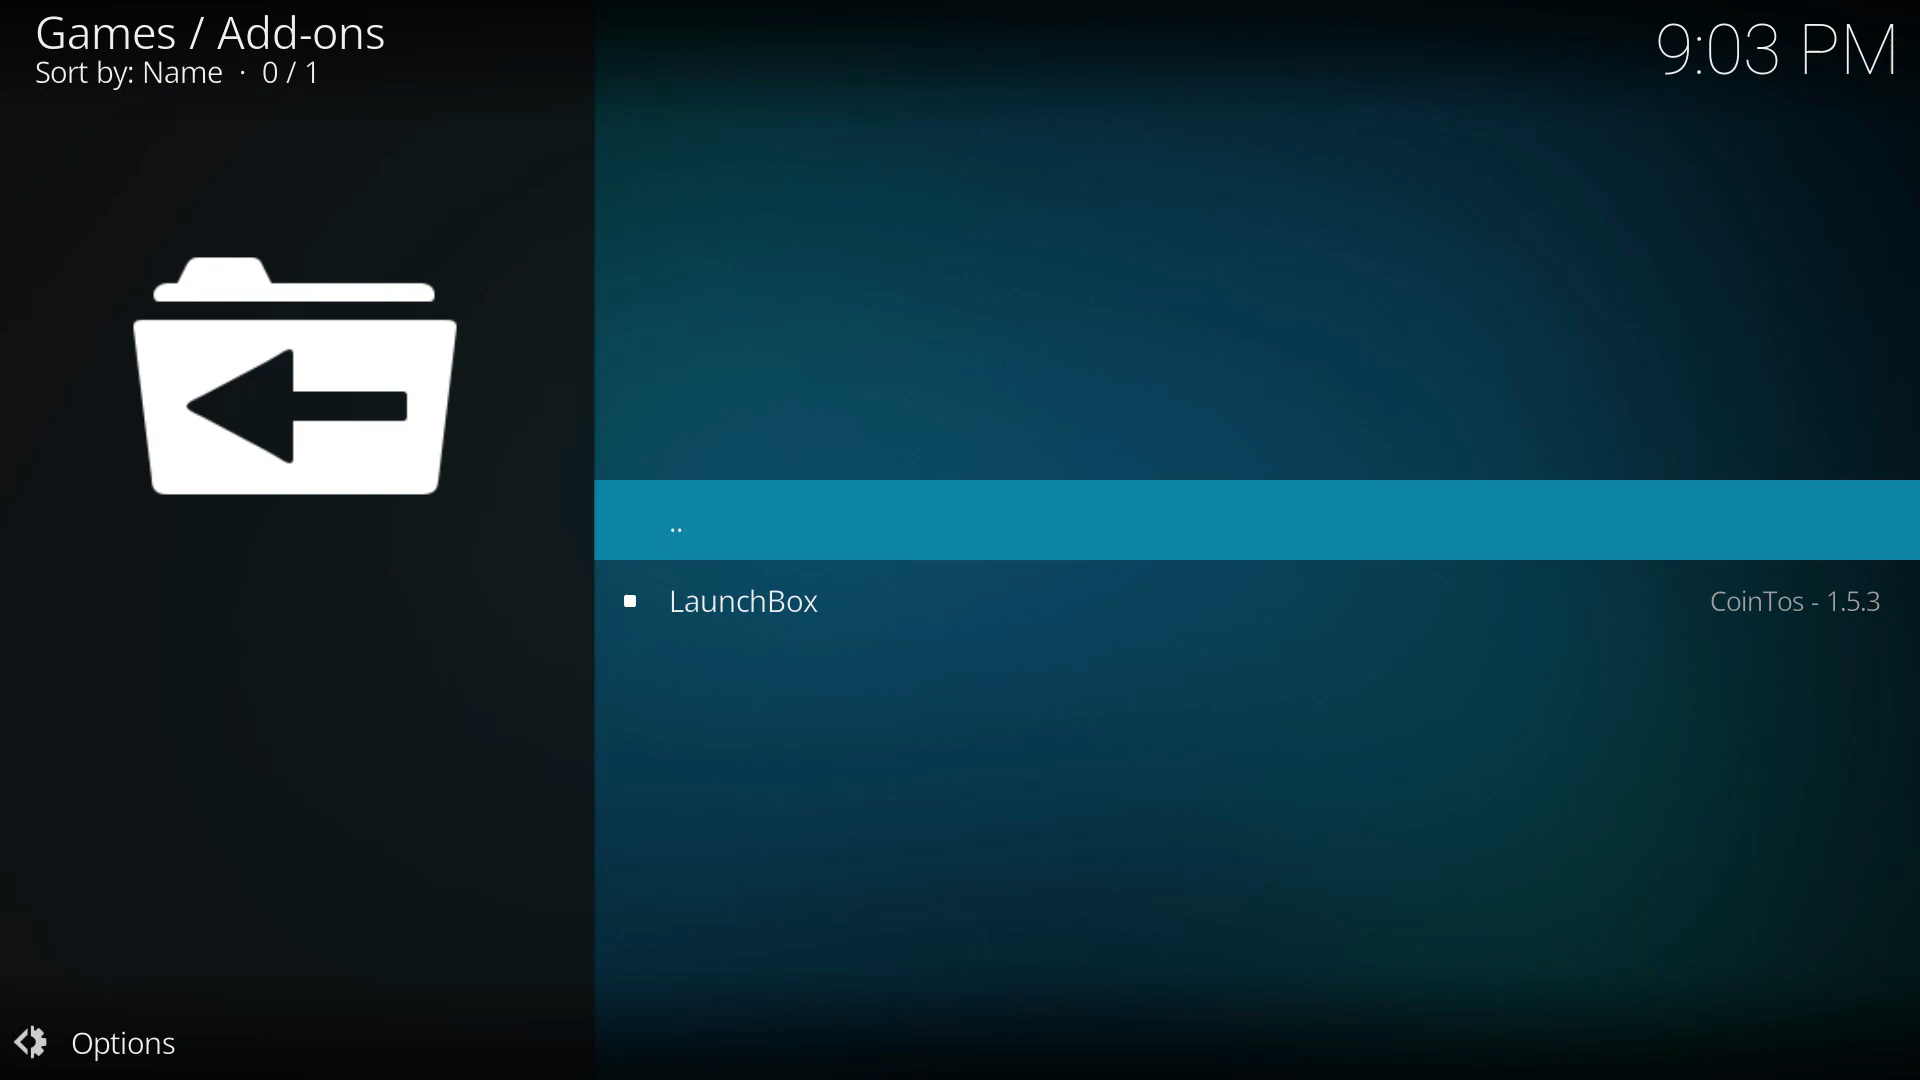 Games / Add-ons
Sort by: Name · 0 / 1
9:03 PM
..
LaunchBox
CoinTos - 1.5.3
Options